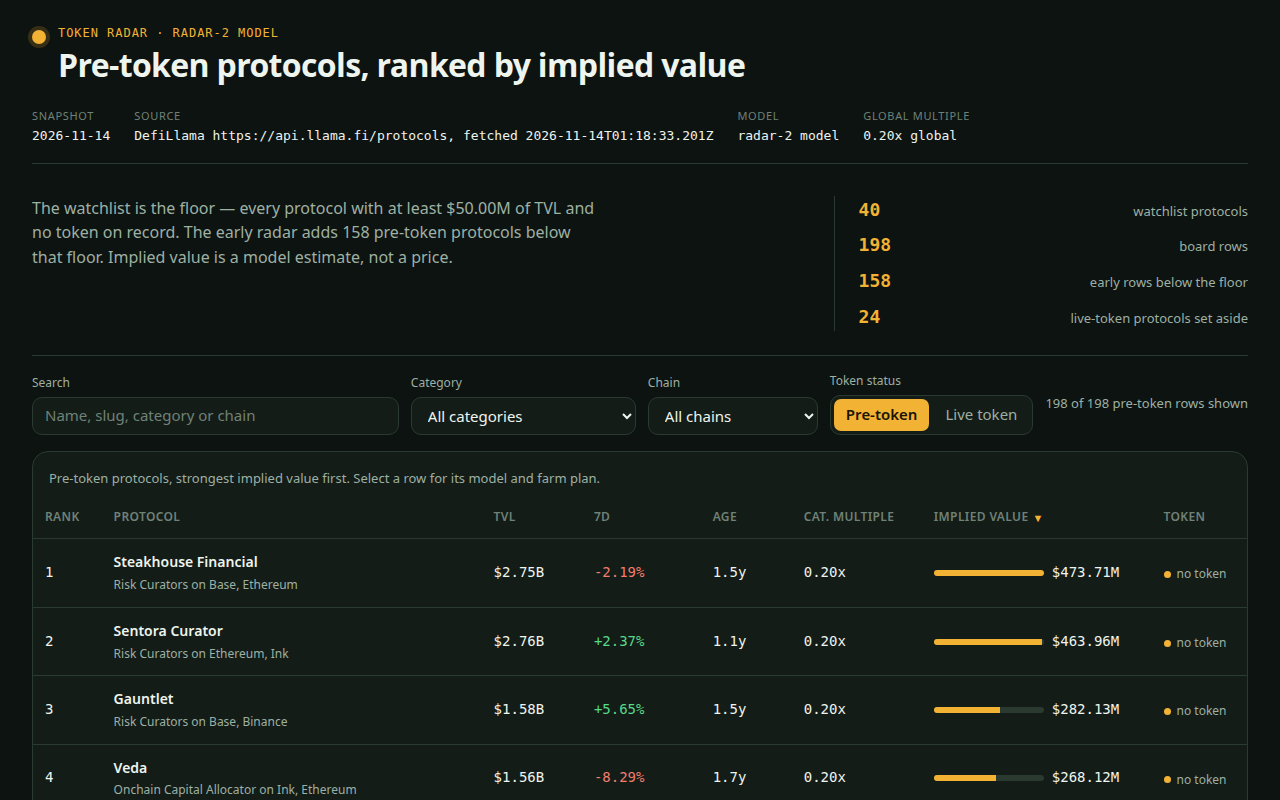 TOKEN RADAR · RADAR-2 MODEL
Pre-token protocols, ranked by implied value
SNAPSHOT SOURCE MODEL GLOBAL MULTIPLE
2026-11-14 DefiLlama https://api.llama.fi/protocols, fetched 2026-11-14T01:18:33.201Z radar-2 model 0.20x global
The watchlist is the floor — every protocol with at least $50.00M of TVL and
no token on record. The early radar adds 158 pre-token protocols below
that floor. Implied value is a model estimate, not a price.
40 watchlist protocols
198 board rows
158 early rows below the floor
24 live-token protocols set aside
Search Category Chain Token status
Name, slug, category or chain All categories All chains Pre-token Live token 198 of 198 pre-token rows shown
Pre-token protocols, strongest implied value first. Select a row for its model and farm plan.
RANK PROTOCOL TVL 7D AGE CAT. MULTIPLE IMPLIED VALUE ▼ TOKEN
1 Steakhouse Financial $2.75B -2.19% 1.5y 0.20x $473.71M no token
Risk Curators on Base, Ethereum
2 Sentora Curator $2.76B +2.37% 1.1y 0.20x $463.96M no token
Risk Curators on Ethereum, Ink
3 Gauntlet $1.58B +5.65% 1.5y 0.20x $282.13M no token
Risk Curators on Base, Binance
4 Veda $1.56B -8.29% 1.7y 0.20x $268.12M no token
Onchain Capital Allocator on Ink, Ethereum